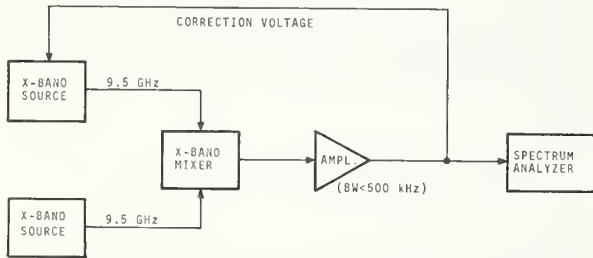 CORRECTION VOLTAGE
X-BAND
SOURCE
9.5 GHz
X-BAND
MIXER
AMPL.
(BW<500 kHz)
SPECTRUM
ANALYZER
X-BAND
SOURCE
9.5 GHz